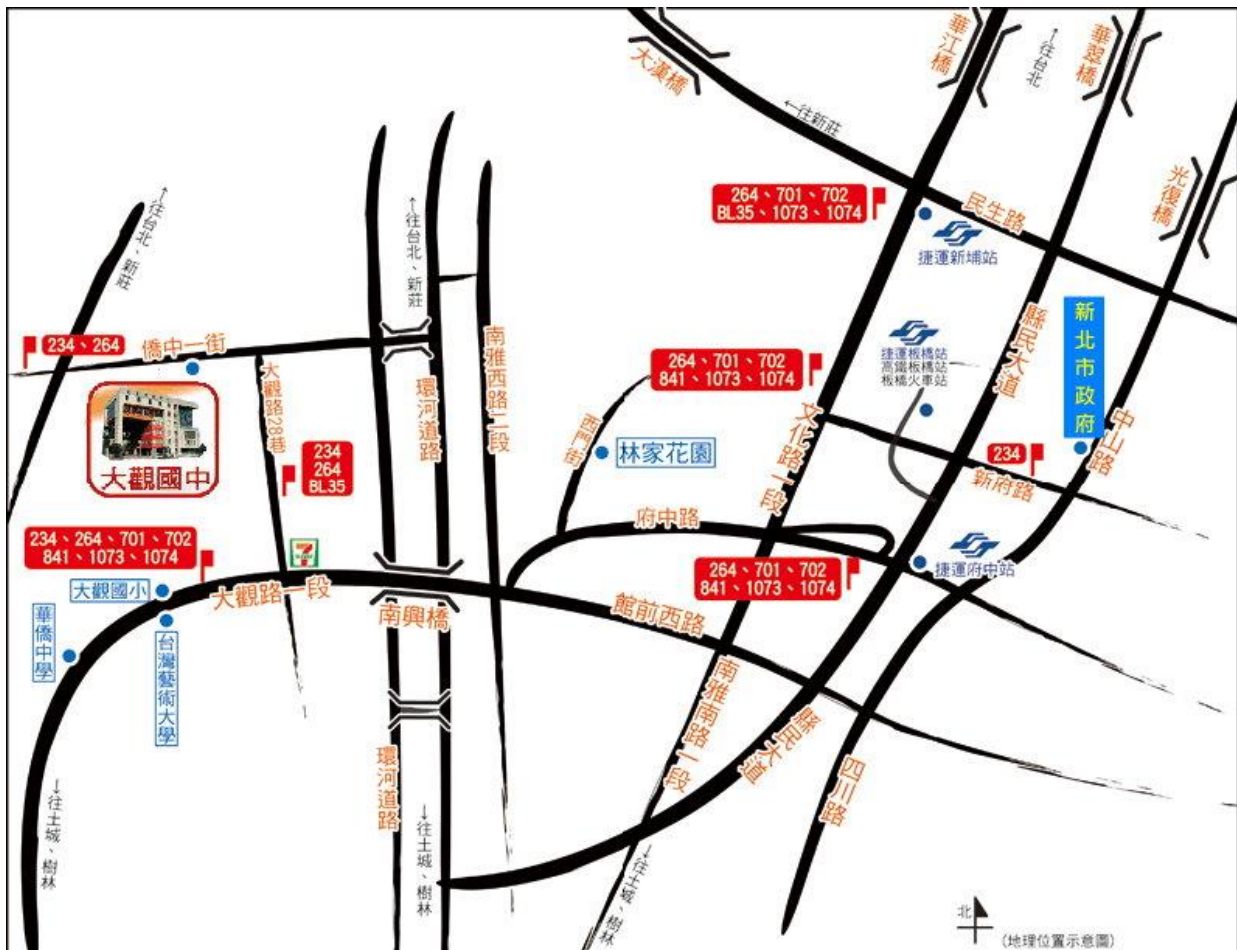 大漢橋
華江橋
↑往台北
華翠橋
←往新莊
光復橋
264、701、702
BL35、1073、1074
民生路
捷運新埔站
↑往台北、新莊
↑往台北、新莊
新北市政府
縣民大道
234、264
僑中一街
南雅西路二段
捷運板橋站
高鐵板橋站
板橋火車站
264、701、702
841、1073、1074
大觀路28巷
環河道路
西門街
林家花園
文化路一段
中山路
大觀國中
234
264
BL35
234
新府路
府中路
234、264、701、702
841、1073、1074
7
264、701、702
841、1073、1074
捷運府中站
大觀國小
大觀路一段
南興橋
館前西路
華僑中學
台灣藝術大學
南雅南路一段
縣民大道
四川路
環河道路
↓往土城、樹林
↓往土城、樹林
↓往土城、樹林
北
(地理位置示意圖)